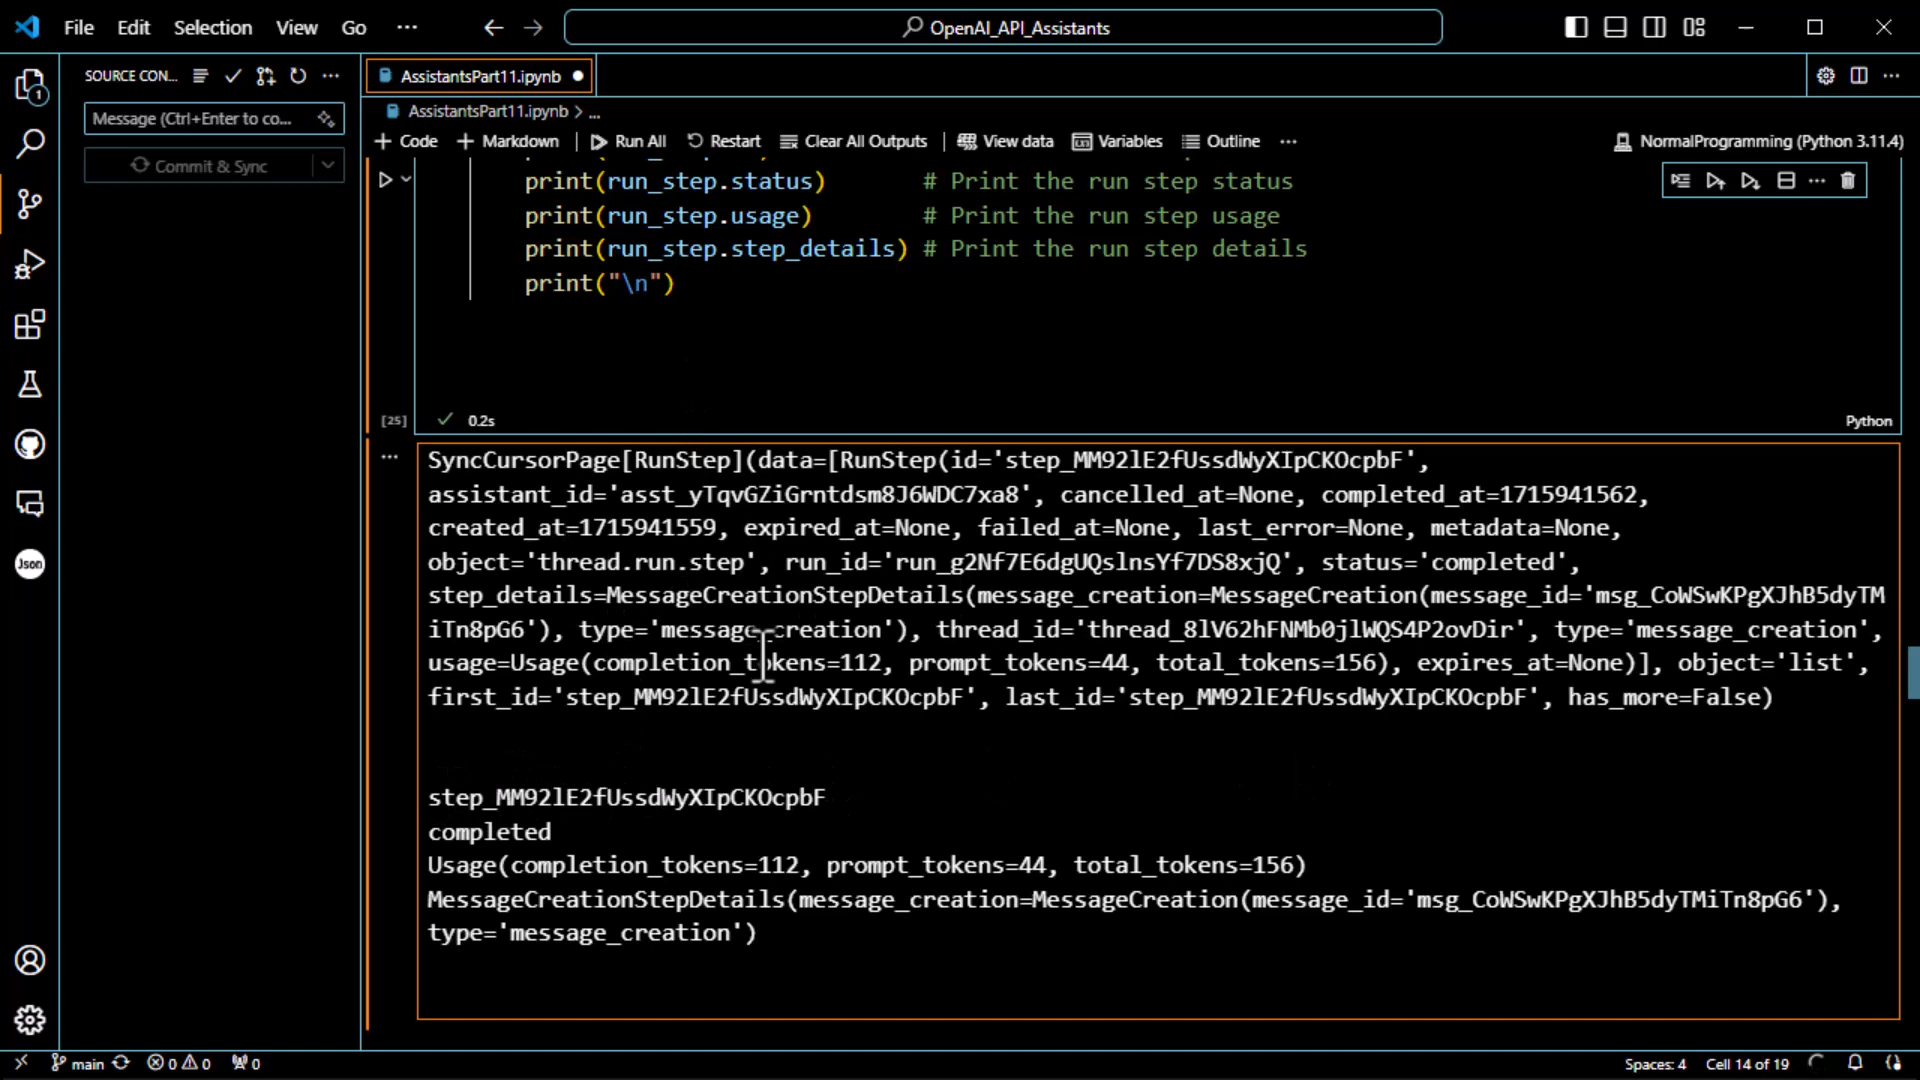 File Edit Selection View Go ··· OpenAI_API_Assistants
SOURCE CON... AssistantsPart11.ipynb
Message (Ctrl+Enter to co...
Commit & Sync
AssistantsPart11.ipynb > ...
+ Code + Markdown Run All Restart Clear All Outputs View data Variables Outline ··· NormalProgramming (Python 3.11.4)
print(run_step.status) # Print the run step status
print(run_step.usage) # Print the run step usage
print(run_step.step_details) # Print the run step details
print("\n")
[25] 0.2s Python
SyncCursorPage[RunStep](data=[RunStep(id='step_MM92lE2fUssdWyXIpCKOcpbF',
assistant_id='asst_yTqvGZiGrntdsm8J6WDC7xa8', cancelled_at=None, completed_at=1715941562,
created_at=1715941559, expired_at=None, failed_at=None, last_error=None, metadata=None,
object='thread.run.step', run_id='run_g2Nf7E6dgUQslnsYf7DS8xjQ', status='completed',
step_details=MessageCreationStepDetails(message_creation=MessageCreation(message_id='msg_CoWSwKPgXJhB5dyTM
iTn8pG6'), type='message_creation'), thread_id='thread_8lV62hFNMb0jlWQS4P2ovDir', type='message_creation',
usage=Usage(completion_tokens=112, prompt_tokens=44, total_tokens=156), expires_at=None)], object='list',
first_id='step_MM92lE2fUssdWyXIpCKOcpbF', last_id='step_MM92lE2fUssdWyXIpCKOcpbF', has_more=False)
step_MM92lE2fUssdWyXIpCKOcpbF
completed
Usage(completion_tokens=112, prompt_tokens=44, total_tokens=156)
MessageCreationStepDetails(message_creation=MessageCreation(message_id='msg_CoWSwKPgXJhB5dyTMiTn8pG6'),
type='message_creation')
1
Json
main 0 0 0 Spaces: 4 Cell 14 of 19